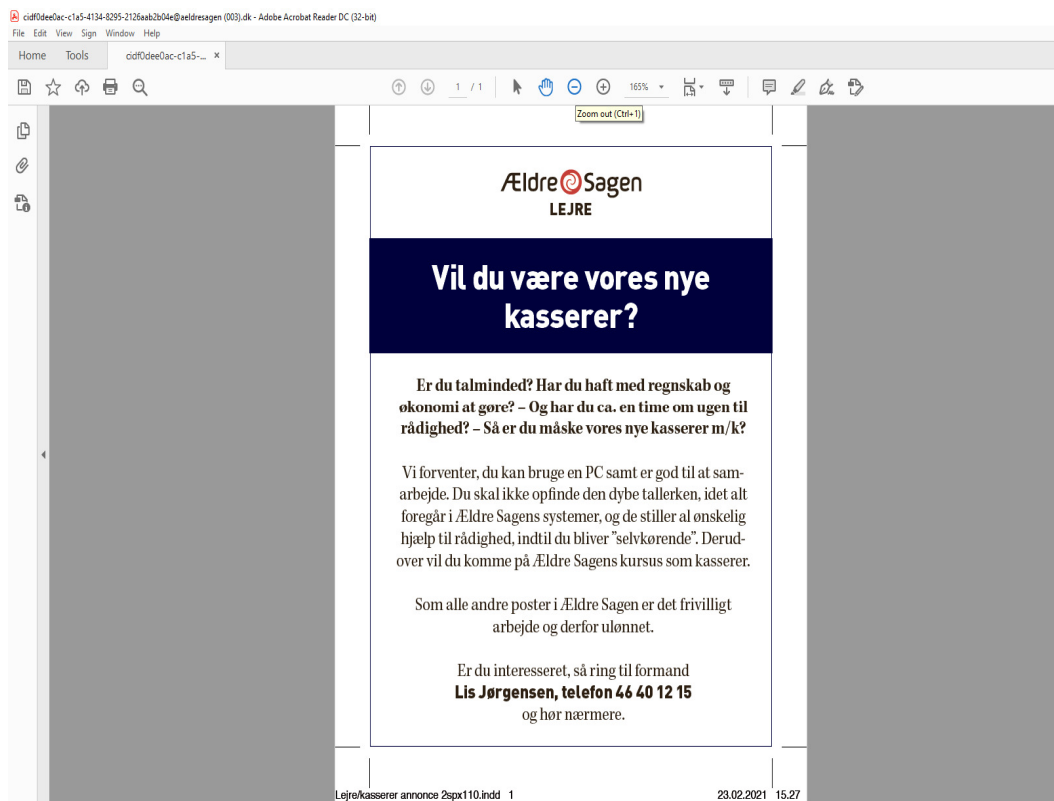 cidf0dee0ac-c1a5-4134-8295-2126aab2b04e@aeldresagen (003).dk - Adobe Acrobat Reader DC (32-bit)
File Edit View Sign Window Help
Home Tools cidf0dee0ac-c1a5-... ×
1 / 1 165%
Zoom out (Ctrl+1)
Ældre Sagen
LEJRE
Vil du være vores nye
kasserer?
Er du talminded? Har du haft med regnskab og
økonomi at gøre? – Og har du ca. en time om ugen til
rådighed? – Så er du måske vores nye kasserer m/k?
Vi forventer, du kan bruge en PC samt er god til at sam-
arbejde. Du skal ikke opfinde den dybe tallerken, idet alt
foregår i Ældre Sagens systemer, og de stiller al ønskelig
hjælp til rådighed, indtil du bliver ”selvkørende”. Derud-
over vil du komme på Ældre Sagens kursus som kasserer.
Som alle andre poster i Ældre Sagen er det frivilligt
arbejde og derfor ulønnet.
Er du interesseret, så ring til formand
Lis Jørgensen, telefon 46 40 12 15
og hør nærmere.
Lejre/kasserer annonce 2spx110.indd 1 23.02.2021 15.27